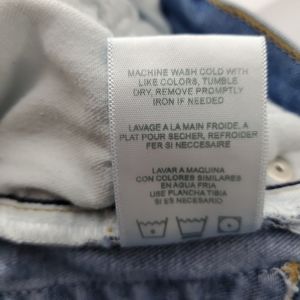 MACHINE WASH COLD WITH
LIKE COLORS, TUMBLE
DRY, REMOVE PROMPTLY
IRON IF NEEDED
LAVAGE A LA MAIN FROIDE, A
PLAT POUR SECHER, REFROIDER
FER SI NECCESAIRE
LAVAR A MAQUINA
CON COLORES SIMILARES
EN AGUA FRIA
USE PLANCHA TIBIA
SI ES NECESARIO